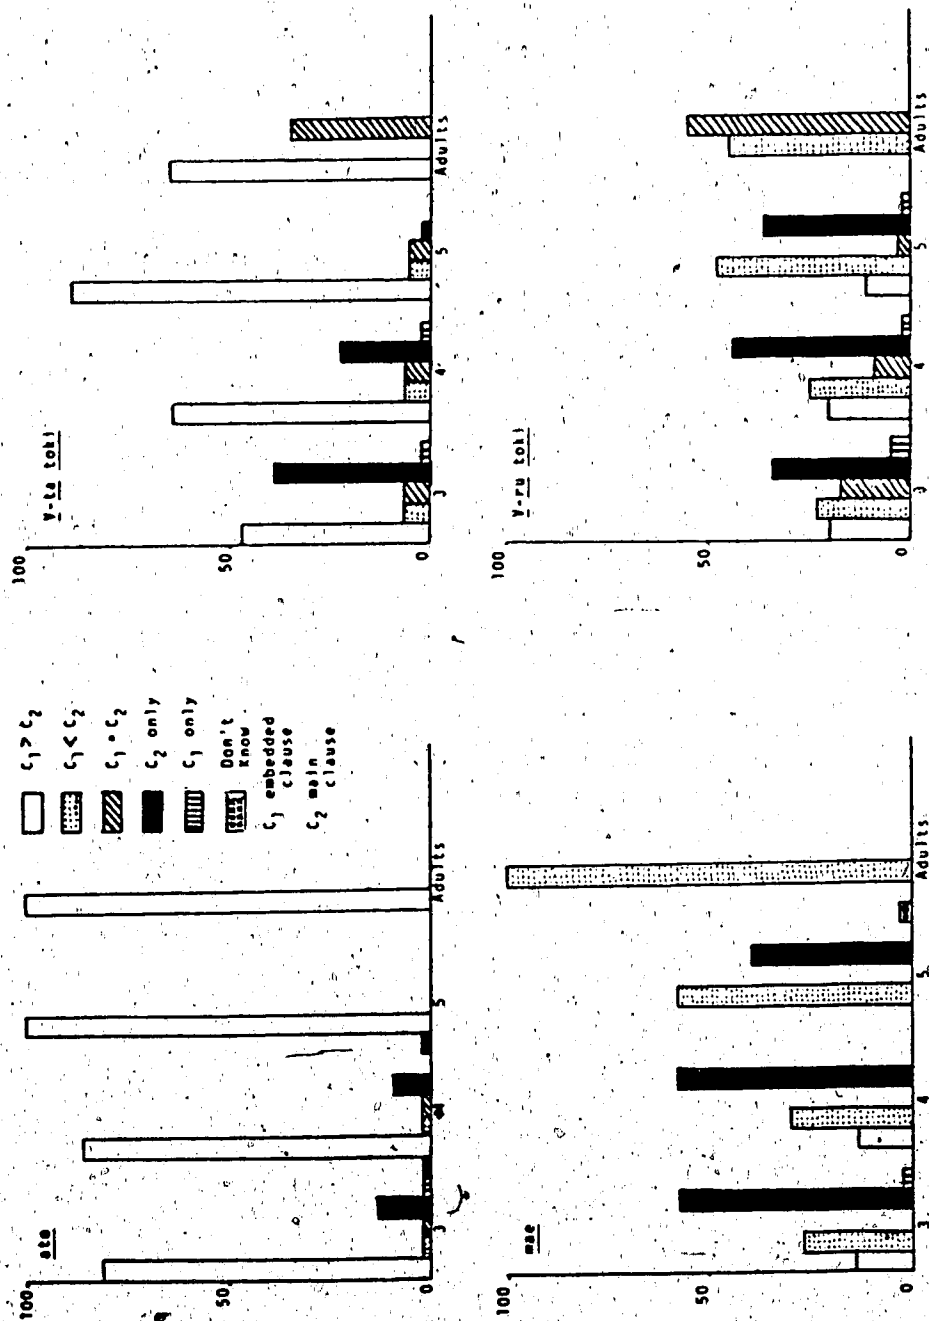 ato
100
50
0
3
4
5
Adults
C1 > C2
C1 < C2
C1 = C2
C2 only
C1 only
Don't
Know
C1 embedded
clause
C2 main
clause
V-ta toki
100
50
0
3
4
5
Adults
mae
100
50
0
3
4
5
Adults
V-ru toki
100
50
0
3
4
5
Adults